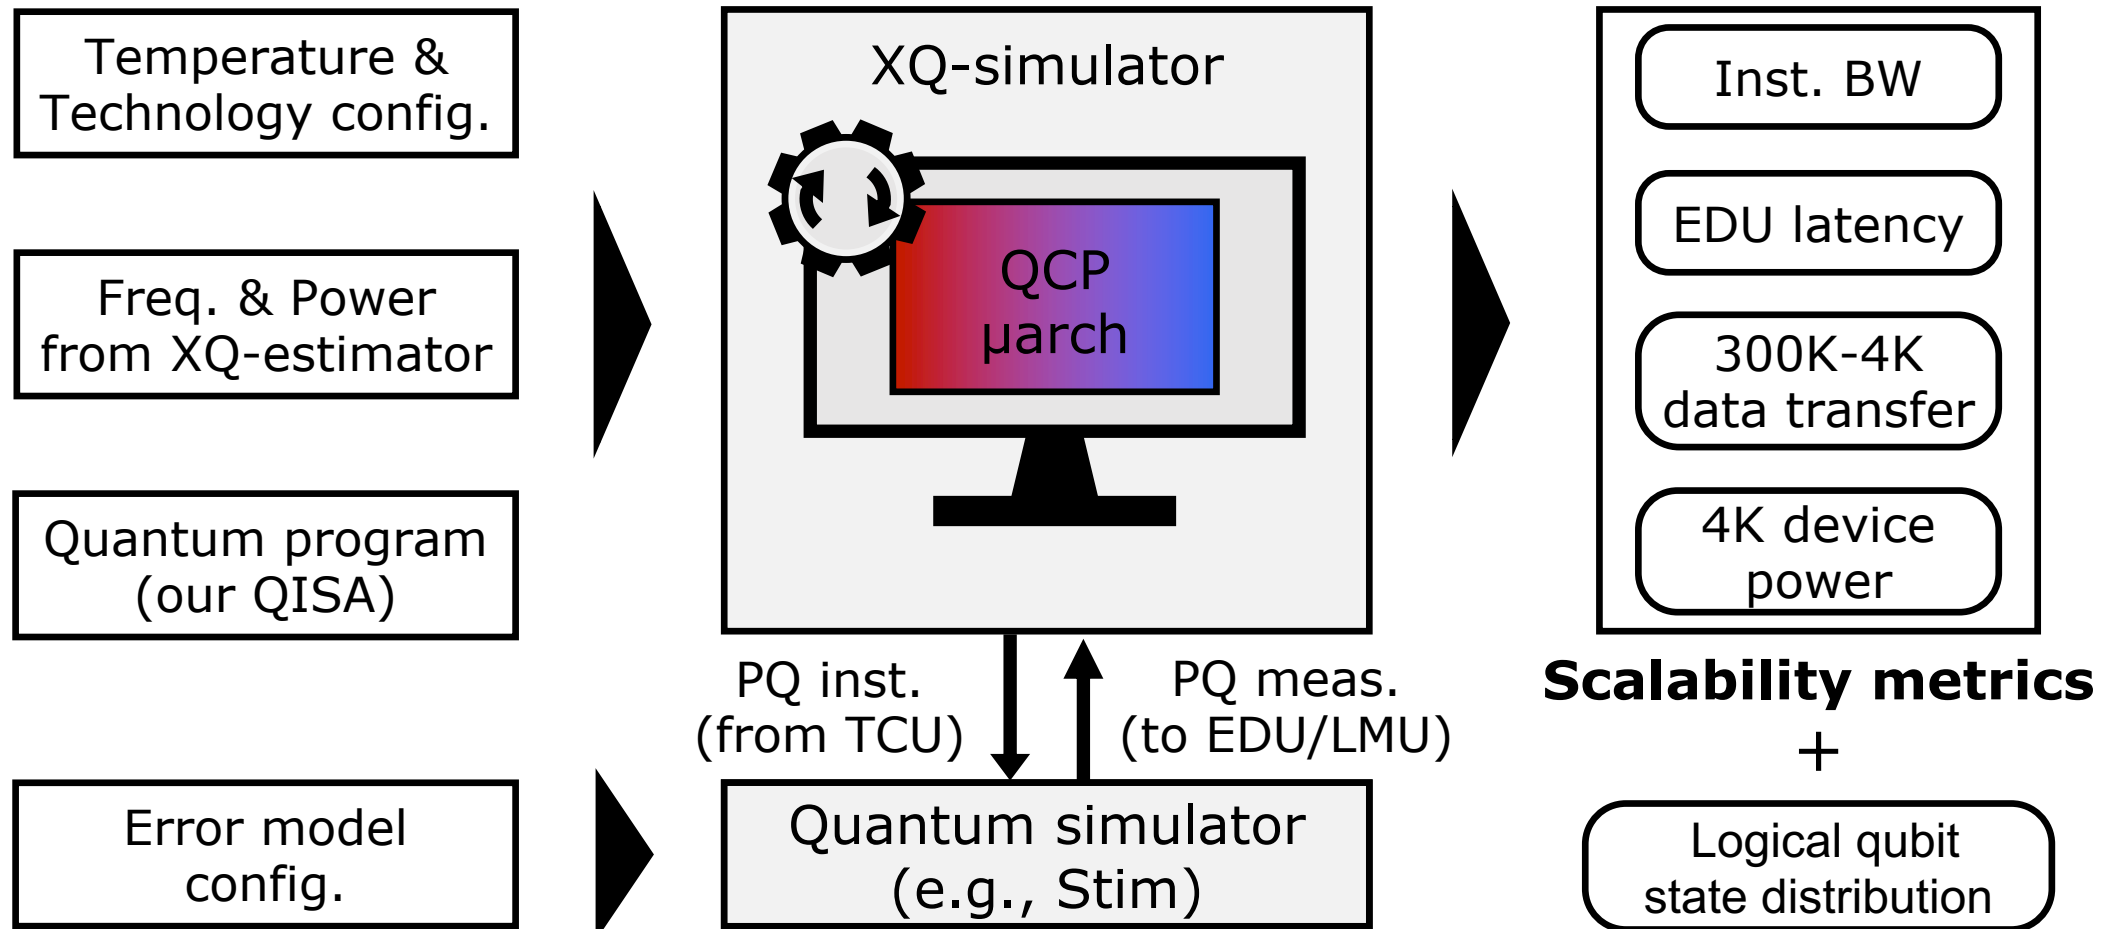 Temperature &
Technology config.
Freq. & Power
from XQ-estimator
Quantum program
(our QISA)
Error model
config.
XQ-simulator
QCP
μarch
PQ inst.
(from TCU)
PQ meas.
(to EDU/LMU)
Quantum simulator
(e.g., Stim)
Inst. BW
EDU latency
300K-4K
data transfer
4K device
power
Scalability metrics
+
Logical qubit
state distribution